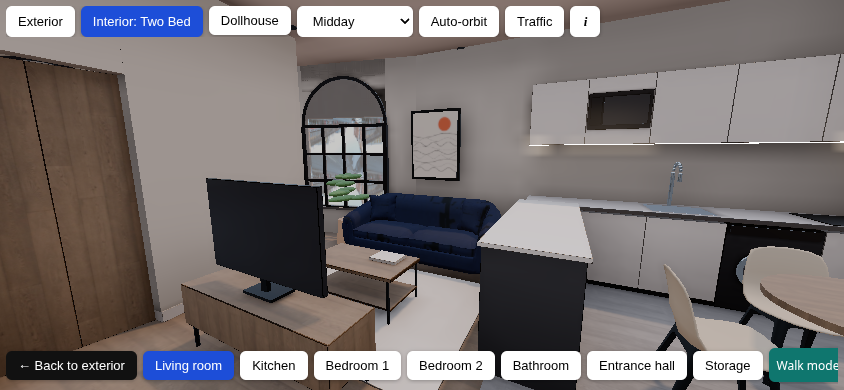 Exterior Interior: Two Bed Dollhouse Midday Auto-orbit Traffic i
← Back to exterior Living room Kitchen Bedroom 1 Bedroom 2 Bathroom Entrance hall Storage Walk mode